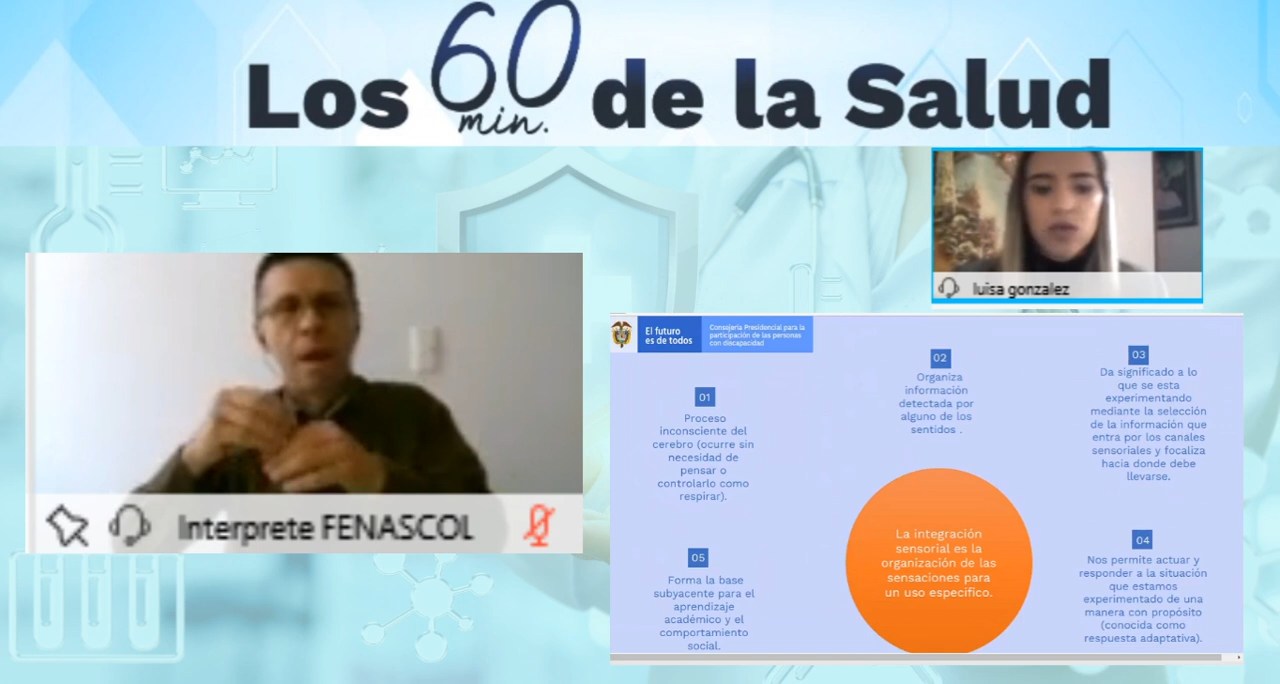 Los 60 min. de la Salud
luisa gonzalez
Interprete FENASCOL
El futuro
es de todos
Consejería Presidencial para la
participación de las personas
con discapacidad
01
Proceso
inconsciente del
cerebro (ocurre sin
necesidad de
pensar o
controlarlo como
respirar).
02
Organiza
información
detectada por
alguno de los
sentidos .
03
Da significado a lo
que se esta
experimentando
mediante la selección
de la información que
entra por los canales
sensoriales y focaliza
hacia donde debe
llevarse.
La integración
sensorial es la
organización de las
sensaciones para
un uso especifico.
04
Nos permite actuar y
responder a la situación
que estamos
experimentado de una
manera con propósito
(conocida como
respuesta adaptativa).
05
Forma la base
subyacente para el
aprendizaje
académico y el
comportamiento
social.